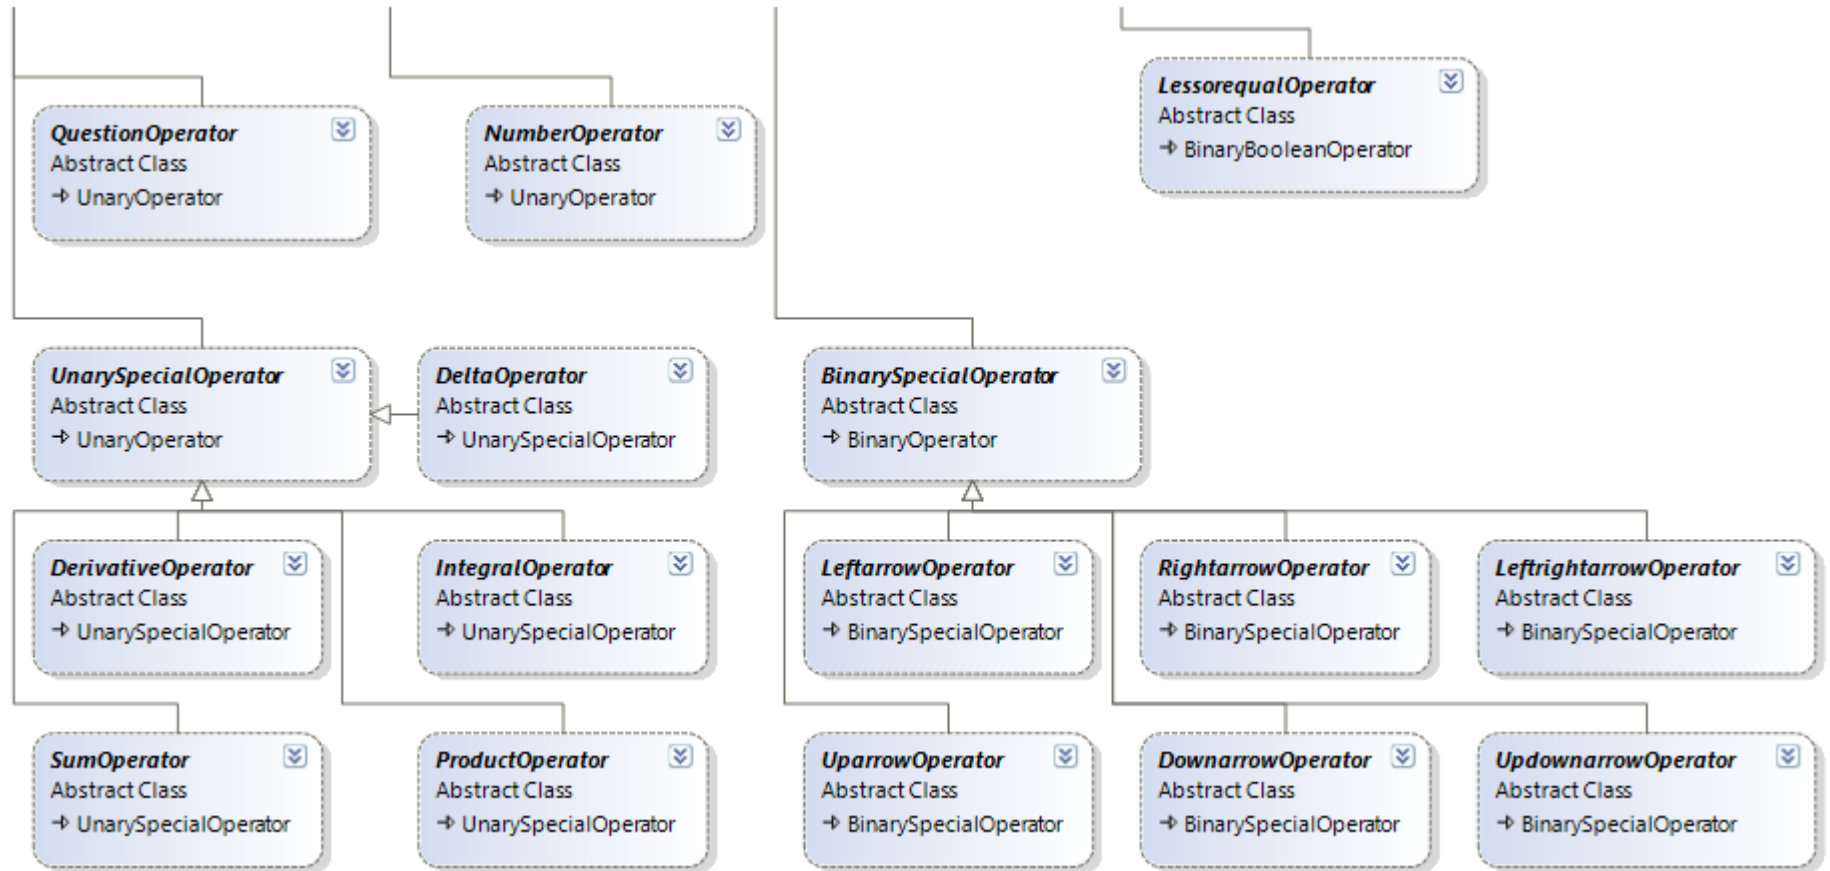 LessorequalOperator
Abstract Class
BinaryBooleanOperator
QuestionOperator
Abstract Class
UnaryOperator
NumberOperator
Abstract Class
UnaryOperator
UnarySpecialOperator
Abstract Class
UnaryOperator
DeltaOperator
Abstract Class
UnarySpecialOperator
BinarySpecialOperator
Abstract Class
BinaryOperator
DerivativeOperator
Abstract Class
UnarySpecialOperator
IntegralOperator
Abstract Class
UnarySpecialOperator
LeftarrowOperator
Abstract Class
BinarySpecialOperator
RightarrowOperator
Abstract Class
BinarySpecialOperator
LeftrightarrowOperator
Abstract Class
BinarySpecialOperator
SumOperator
Abstract Class
UnarySpecialOperator
ProductOperator
Abstract Class
UnarySpecialOperator
UparrowOperator
Abstract Class
BinarySpecialOperator
DownarrowOperator
Abstract Class
BinarySpecialOperator
UpdownarrowOperator
Abstract Class
BinarySpecialOperator